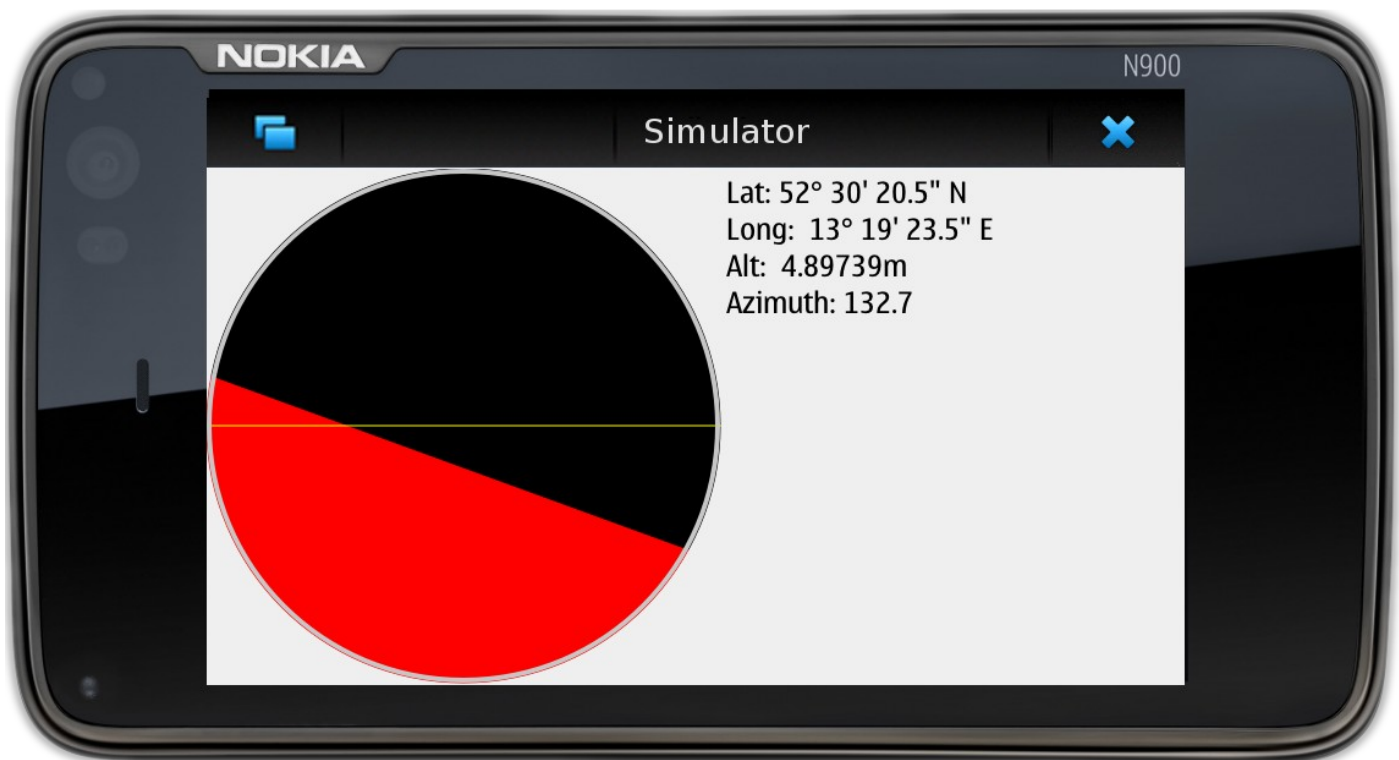 NOKIA
N900
Simulator
Lat: 52° 30' 20.5" N
Long:  13° 19' 23.5" E
Alt:  4.89739m
Azimuth: 132.7